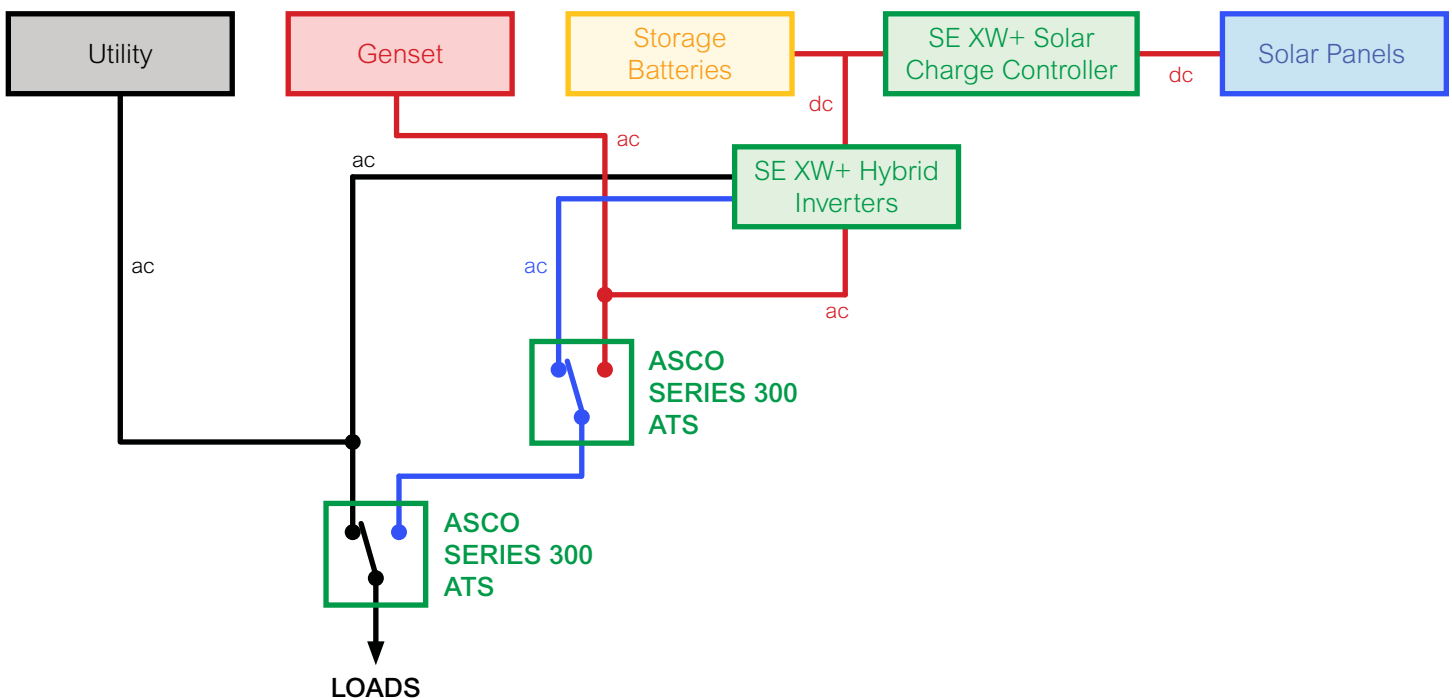 Utility
Genset
Storage
Batteries
SE XW+ Solar
Charge Controller
Solar Panels
dc
dc
ac
ac
SE XW+ Hybrid
Inverters
ac
ac
ac
ASCO
SERIES 300
ATS
ASCO
SERIES 300
ATS
LOADS